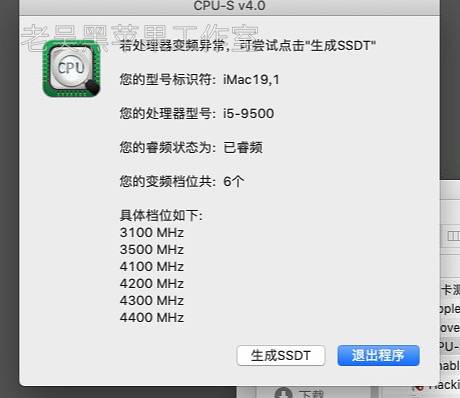 CPU-S v4.0
老吴黑苹果工作室
若处理器变频异常，可尝试点击"生成SSDT"
CPU
您的型号标识符: iMac19,1
您的处理器型号: i5-9500
您的睿频状态为: 已睿频
您的变频档位共: 6个
具体档位如下:
3100 MHz
3500 MHz
4100 MHz
4200 MHz
4300 MHz
4400 MHz
生成SSDT
退出程序
卡测
下载